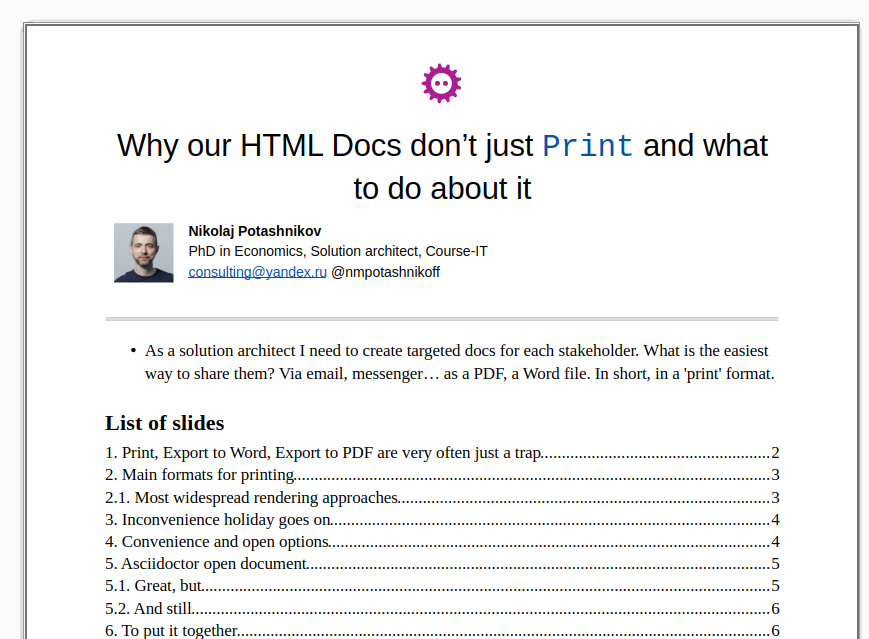 Why our HTML Docs don’t just Print and what
to do about it
Nikolaj Potashnikov
PhD in Economics, Solution architect, Course-IT
consulting@yandex.ru @nmpotashnikoff
• As a solution architect I need to create targeted docs for each stakeholder. What is the easiest
way to share them? Via email, messenger… as a PDF, a Word file. In short, in a 'print' format.
List of slides
1. Print, Export to Word, Export to PDF are very often just a trap.......2
2. Main formats for printing.......3
2.1. Most widespread rendering approaches.......3
3. Inconvenience holiday goes on.......4
4. Convenience and open options.......4
5. Asciidoctor open document.......5
5.1. Great, but.......5
5.2. And still.......6
6. To put it together.......6